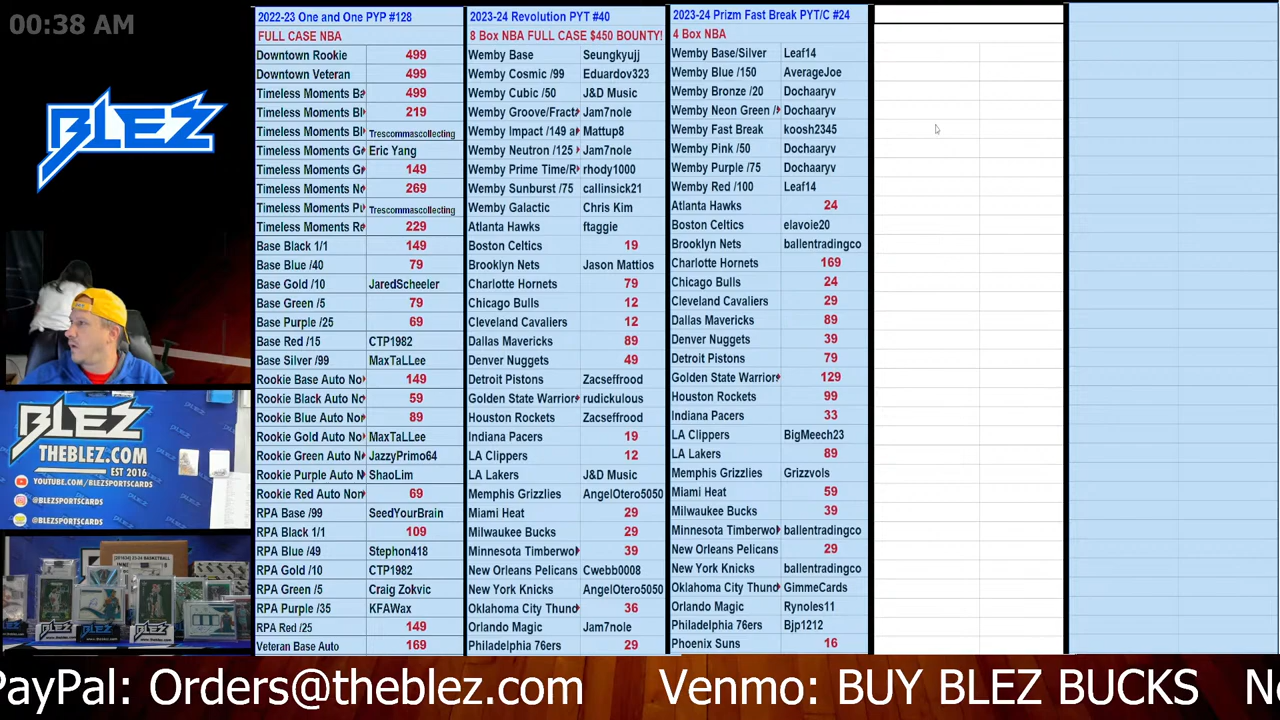 00:38 AM
BLEZ
BLEZ
THEBLEZ.COM
EST 2016
YOUTUBE.COM/BLEZSPORTSCARDS
@BLEZSPORTSCARDS
@BLEZSPORTSCARDS
2022-23 One and One PYP #128
FULL CASE NBA
Downtown Rookie 499
Downtown Veteran 499
Timeless Moments Ba 499
Timeless Moments Bl 219
Timeless Moments Bl Trescommascollecting
Timeless Moments G Eric Yang
Timeless Moments G 149
Timeless Moments N 269
Timeless Moments P Trescommascollecting
Timeless Moments R 229
Base Black 1/1 149
Base Blue /40 79
Base Gold /10 JaredScheeler
Base Green /5 79
Base Purple /25 69
Base Red /15 CTP1982
Base Silver /99 MaxTaLLee
Rookie Base Auto No 149
Rookie Black Auto No 59
Rookie Blue Auto No 89
Rookie Gold Auto No MaxTaLLee
Rookie Green Auto N JazzyPrimo64
Rookie Purple Auto N ShaoLim
Rookie Red Auto Non 69
RPA Base /99 SeedYourBrain
RPA Black 1/1 109
RPA Blue /49 Stephon418
RPA Gold /10 CTP1982
RPA Green /5 Craig Zokvic
RPA Purple /35 KFAWax
RPA Red /25 149
Veteran Base Auto 169
2023-24 Revolution PYT #40
8 Box NBA FULL CASE $450 BOUNTY!
Wemby Base Seungkyujj
Wemby Cosmic /99 Eduardov323
Wemby Cubic /50 J&D Music
Wemby Groove/Fract Jam7nole
Wemby Impact /149 a Mattup8
Wemby Neutron /125 Jam7nole
Wemby Prime Time/R rhody1000
Wemby Sunburst /75 callinsick21
Wemby Galactic Chris Kim
Atlanta Hawks ftaggie
Boston Celtics 19
Brooklyn Nets Jason Mattios
Charlotte Hornets 79
Chicago Bulls 12
Cleveland Cavaliers 12
Dallas Mavericks 89
Denver Nuggets 49
Detroit Pistons Zacseffrood
Golden State Warrior rudickulous
Houston Rockets Zacseffrood
Indiana Pacers 19
LA Clippers 12
LA Lakers J&D Music
Memphis Grizzlies AngelOtero5050
Miami Heat 29
Milwaukee Bucks 29
Minnesota Timberwo 39
New Orleans Pelicans Cwebb0008
New York Knicks AngelOtero5050
Oklahoma City Thund 36
Orlando Magic Jam7nole
Philadelphia 76ers 29
2023-24 Prizm Fast Break PYT/C #24
4 Box NBA
Wemby Base/Silver Leaf14
Wemby Blue /150 AverageJoe
Wemby Bronze /20 Dochaaryv
Wemby Neon Green / Dochaaryv
Wemby Fast Break koosh2345
Wemby Pink /50 Dochaaryv
Wemby Purple /75 Dochaaryv
Wemby Red /100 Leaf14
Atlanta Hawks 24
Boston Celtics elavoie20
Brooklyn Nets ballentradingco
Charlotte Hornets 169
Chicago Bulls 24
Cleveland Cavaliers 29
Dallas Mavericks 89
Denver Nuggets 39
Detroit Pistons 79
Golden State Warrior 129
Houston Rockets 99
Indiana Pacers 33
LA Clippers BigMeech23
LA Lakers 89
Memphis Grizzlies Grizzvols
Miami Heat 59
Milwaukee Bucks 39
Minnesota Timberwo ballentradingco
New Orleans Pelicans 29
New York Knicks ballentradingco
Oklahoma City Thund GimmeCards
Orlando Magic Rynoles11
Philadelphia 76ers Bjp1212
Phoenix Suns 16
PayPal: Orders@theblez.com Venmo: BUY BLEZ BUCKS